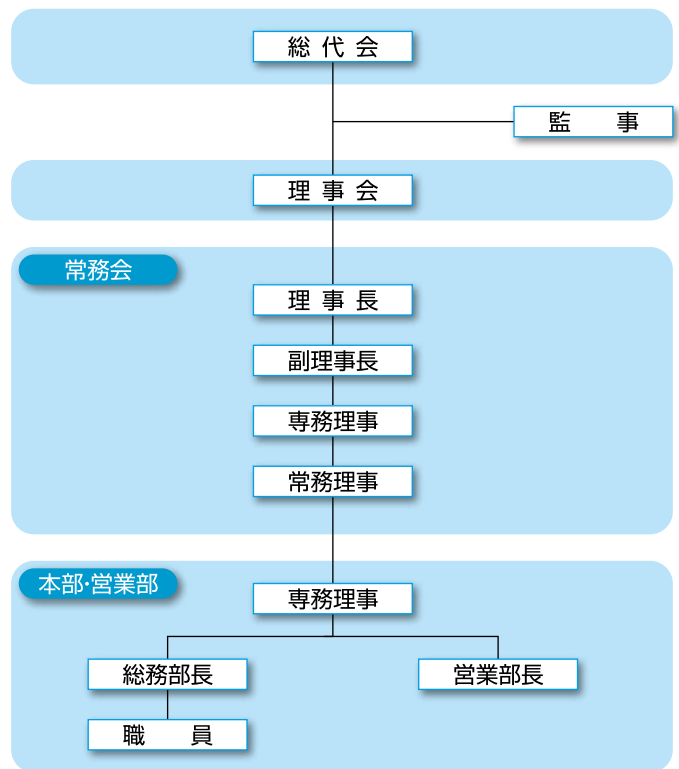 総代会
監事
理事会
常務会
理事長
副理事長
専務理事
常務理事
本部・営業部
専務理事
総務部長
営業部長
職員